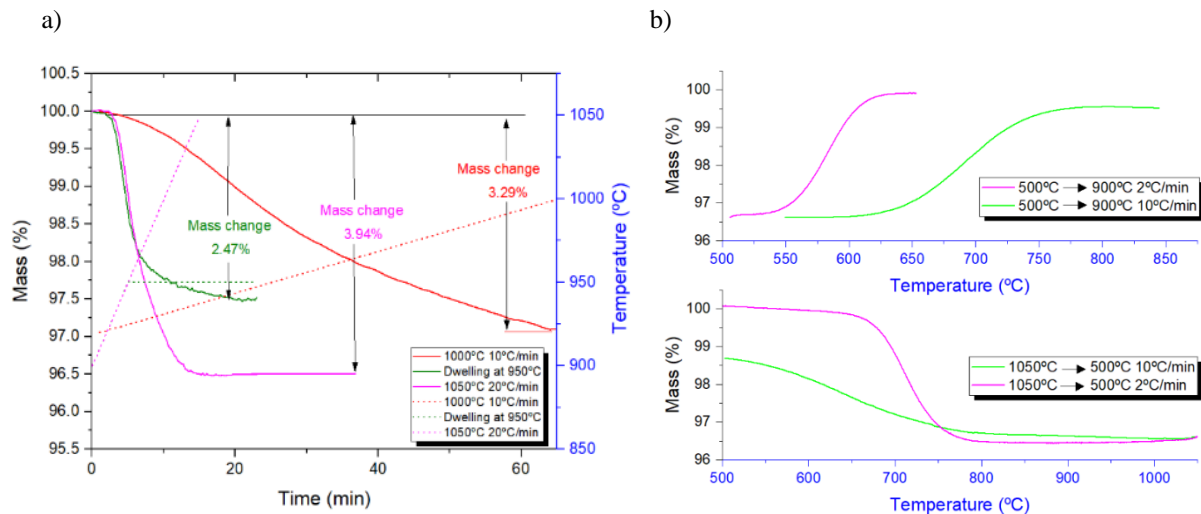 a)
100.5
100.0
99.5
99.0
98.5
98.0
97.5
97.0
96.5
96.0
95.5
Mass (%)
0
20
40
60
Time (min)
1050
1000
950
900
850
Temperature (ºC)
Mass change
2.47%
Mass change
3.94%
Mass change
3.29%
1000ºC 10ºC/min
Dwelling at 950ºC
1050ºC 20ºC/min
1000ºC 10ºC/min
Dwelling at 950ºC
1050ºC 20ºC/min
b)
100
99
98
97
96
Mass (%)
500ºC → 900ºC 2ºC/min
500ºC → 900ºC 10ºC/min
500
550
600
650
700
750
800
850
Temperature (ºC)
100
99
98
97
96
Mass (%)
1050ºC → 500ºC 10ºC/min
1050ºC → 500ºC 2ºC/min
500
600
700
800
900
1000
Temperature (ºC)